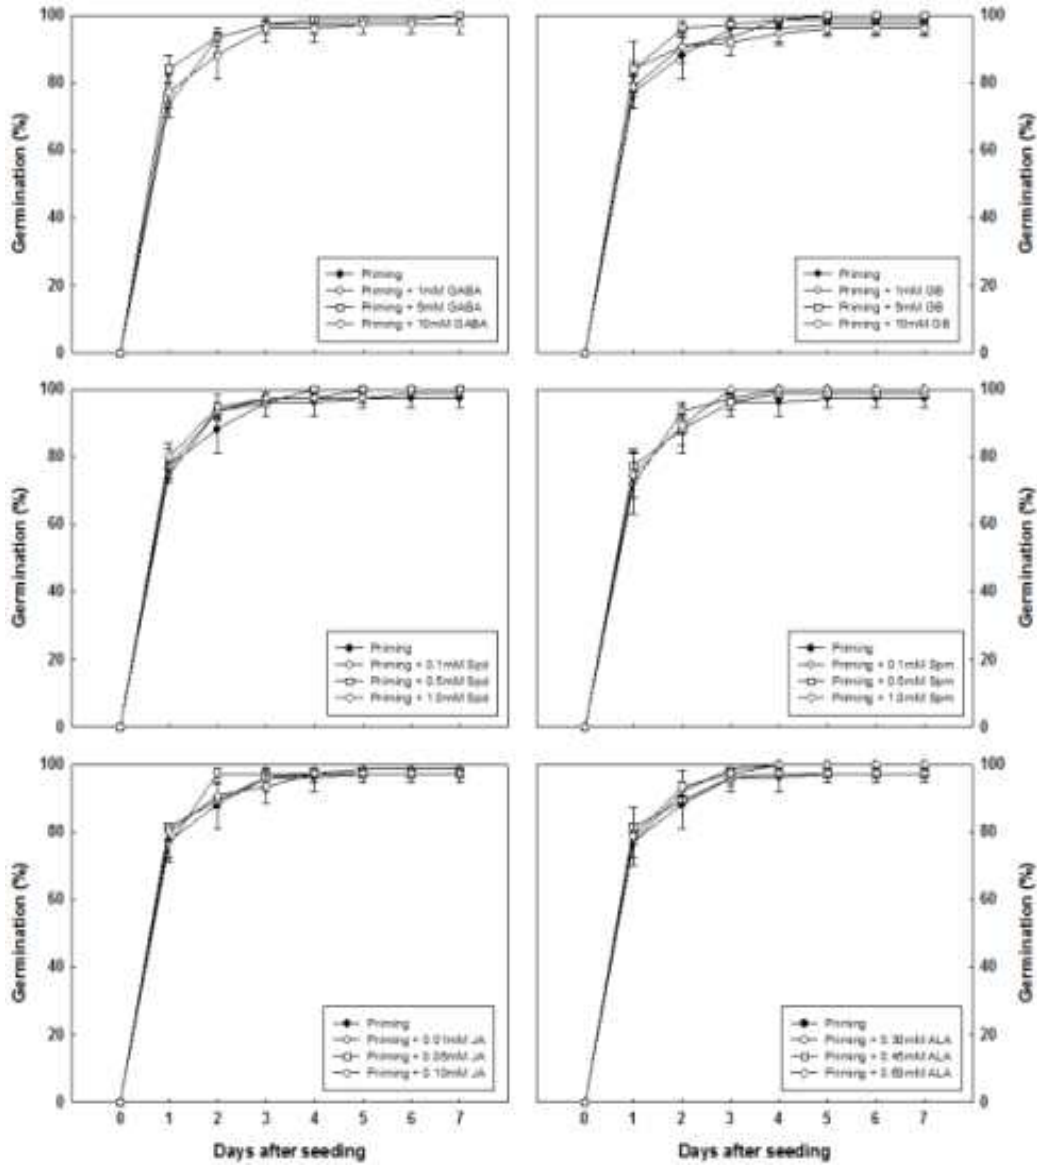 100
80
60
40
20
0
Germination (%)
Priming
Priming + 1mM GABA
Priming + 5mM GABA
Priming + 10mM GABA
100
80
60
40
20
0
Germination (%)
Priming
Priming + 1mM GB
Priming + 5mM GB
Priming + 10mM GB
100
80
60
40
20
0
Germination (%)
Priming
Priming + 0.1mM Spd
Priming + 0.5mM Spd
Priming + 1.0mM Spd
100
80
60
40
20
0
Germination (%)
Priming
Priming + 0.1mM Spm
Priming + 0.5mM Spm
Priming + 1.0mM Spm
100
80
60
40
20
0
Germination (%)
Priming
Priming + 0.01mM JA
Priming + 0.05mM JA
Priming + 0.10mM JA
0 1 2 3 4 5 6 7
Days after seeding
100
80
60
40
20
0
Germination (%)
Priming
Priming + 0.30mM ALA
Priming + 0.45mM ALA
Priming + ALA
0 1 2 3 4 5 6 7
Days after seeding